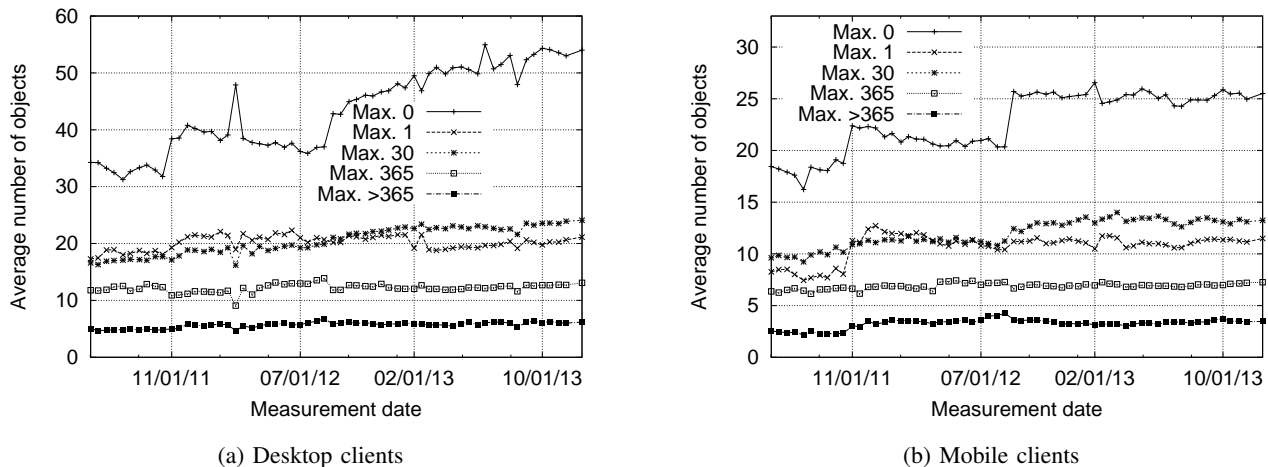 60
50
40
30
20
10
0
Average number of objects
Max. 0
Max. 1
Max. 30
Max. 365
Max. >365
11/01/11 07/01/12 02/01/13 10/01/13
Measurement date
(a) Desktop clients
30
25
20
15
10
5
0
Average number of objects
Max. 0
Max. 1
Max. 30
Max. 365
Max. >365
11/01/11 07/01/12 02/01/13 10/01/13
Measurement date
(b) Mobile clients